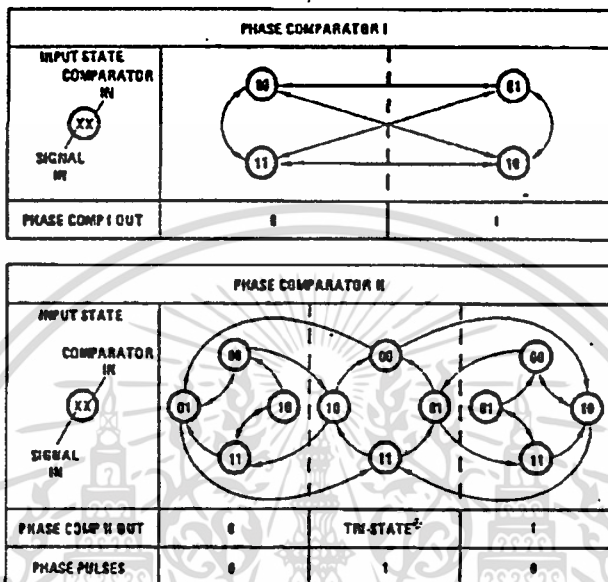 PHASE COMPARATOR I
INPUT STATE
COMPARATOR
IN
XX
SIGNAL
IN
00
01
11
10
PHASE COMP I OUT
0
1
PHASE COMPARATOR II
INPUT STATE
COMPARATOR
IN
XX
SIGNAL
IN
00
00
00
01
10
10
01
01
10
11
11
11
PHASE COMP II OUT
0
TRI-STATE
1
PHASE PULSES
0
1
0